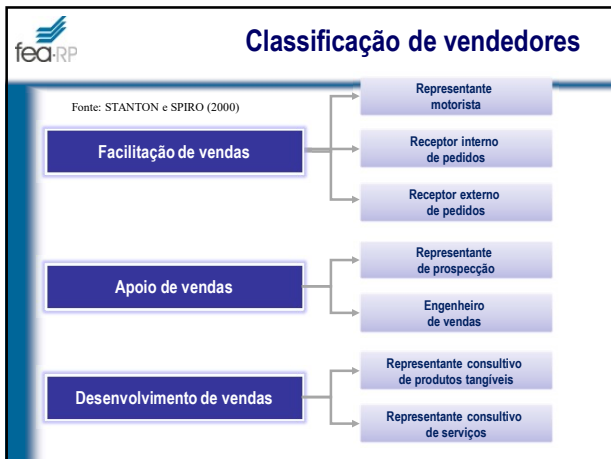 fea-RP
Classificação de vendedores
Fonte: STANTON e SPIRO (2000)
Facilitação de vendas
Representante
motorista
Receptor interno
de pedidos
Receptor externo
de pedidos
Apoio de vendas
Representante
de prospecção
Engenheiro
de vendas
Desenvolvimento de vendas
Representante consultivo
de produtos tangíveis
Representante consultivo
de serviços